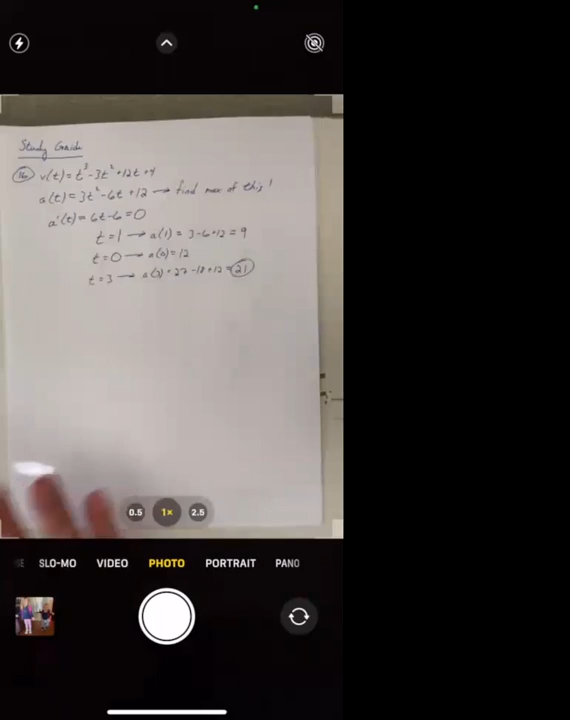 Study Guide
16 v(t) = t³ - 3t² + 12t + 4
a(t) = 3t² - 6t + 12 → find max of this!
a'(t) = 6t - 6 = 0
t = 1 → a(1) = 3 - 6 + 12 = 9
t = 0 → a(0) = 12
t = 3 → a(3) = 27 - 18 + 12 = 21
0.5 1× 2.5
SLO-MO VIDEO PHOTO PORTRAIT PANO